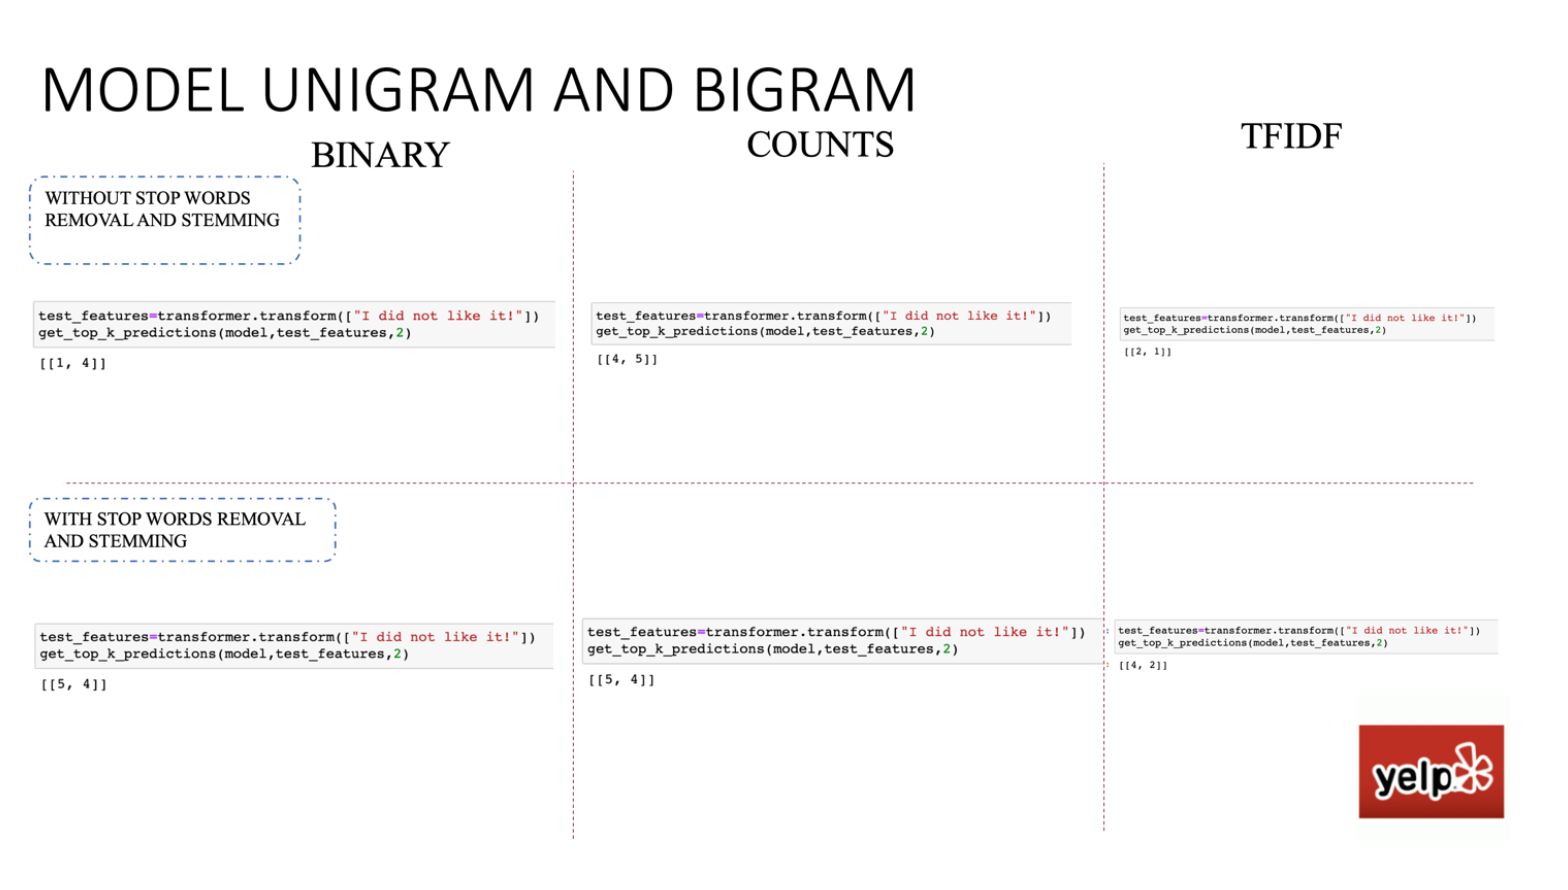 MODEL UNIGRAM AND BIGRAM
BINARY
COUNTS
TFIDF
WITHOUT STOP WORDS
REMOVAL AND STEMMING
test_features=transformer.transform(["I did not like it!"])
get_top_k_predictions(model,test_features,2)
[[1, 4]]
test_features=transformer.transform(["I did not like it!"])
get_top_k_predictions(model,test_features,2)
[[4, 5]]
test_features=transformer.transform(["I did not like it!"])
get_top_k_predictions(model,test_features,2)
[[2, 1]]
WITH STOP WORDS REMOVAL
AND STEMMING
test_features=transformer.transform(["I did not like it!"])
get_top_k_predictions(model,test_features,2)
[[5, 4]]
test_features=transformer.transform(["I did not like it!"])
get_top_k_predictions(model,test_features,2)
[[5, 4]]
: test_features=transformer.transform(["I did not like it!"])
get_top_k_predictions(model,test_features,2)
: [[4, 2]]
yelp